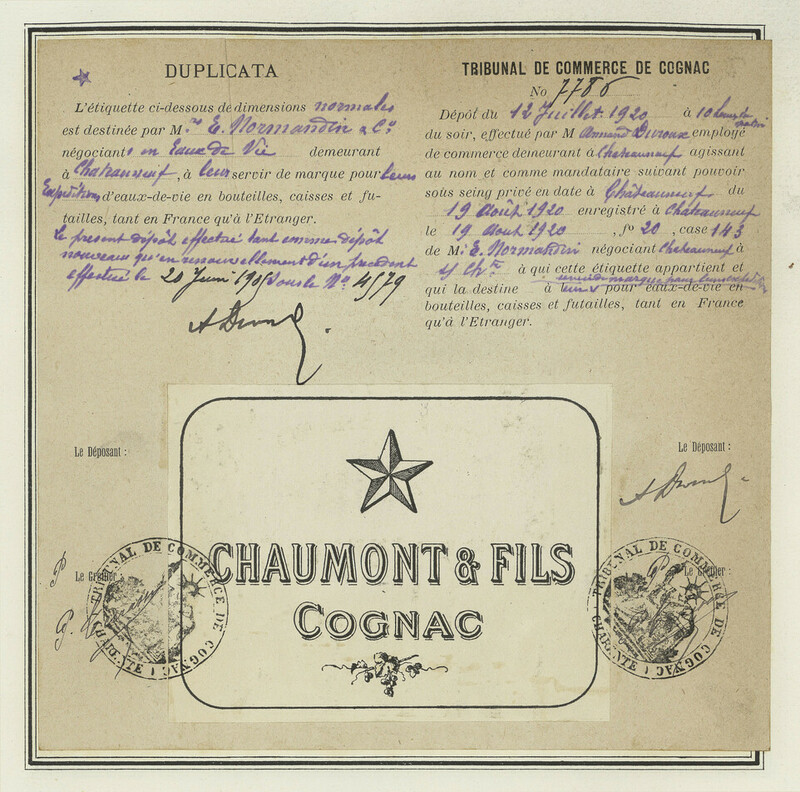 DUPLICATA
L'étiquette ci-dessous de dimensions normales
est destinée par M.rs E. Normandin & Cie
négociants en Eaux de Vie demeurant
à Chateauneuf, à leur servir de marque pour leurs
Expéditions d'eaux-de-vie en bouteilles, caisses et fu-
tailles, tant en France qu'à l'Etranger.
Le présent dépôt effectué tant comme dépôt
nouveau qu'en renouvellement d'un précédent
effectué le 20 Juin 1905 sous le No 4579
TRIBUNAL DE COMMERCE DE COGNAC
No 7786
Dépôt du 12 Juillet 1920 à 10 heures
du soir, effectué par M Armand employé
de commerce demeurant à Chateauneuf agissant
au nom et comme mandataire suivant pouvoir
sous seing privé en date à Châteauneuf du
19 Août 1920 enregistré à Châteauneuf
le 19 Aout 1920, fo 20, case 143
de M. E. Normandin négociant Chateauneuf à
à qui cette étiquette appartient et
qui la destine à pour eaux-de-vie en
bouteilles, caisses et futailles, tant en France
qu'à l'Etranger.
Le Déposant :
Le Déposant :
Le Greffier :
Le Greffier :
CHAUMONT & FILS
COGNAC
TRIBUNAL DE COMMERCE DE COGNAC
CHARENTE
TRIBUNAL DE COMMERCE DE COGNAC
CHARENTE